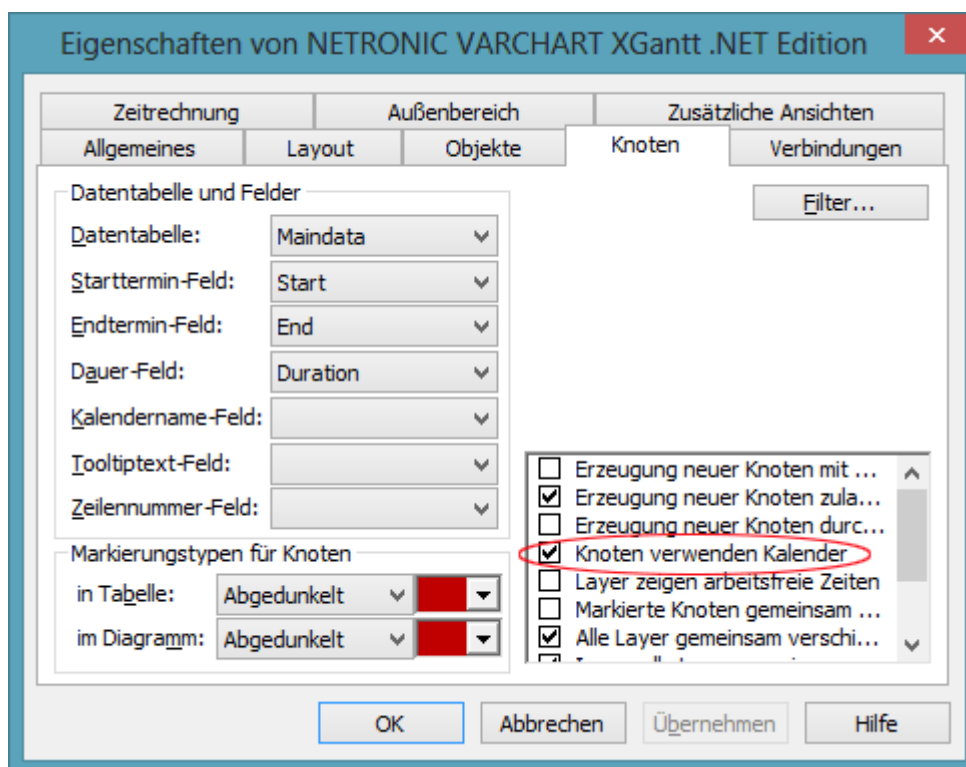 Eigenschaften von NETRONIC VARCHART XGantt .NET Edition
Zeitrechnung Außenbereich Zusätzliche Ansichten
Allgemeines Layout Objekte Knoten Verbindungen
Datentabelle und Felder
Filter...
Datentabelle: Maindata
Starttermin-Feld: Start
Endtermin-Feld: End
Dauer-Feld: Duration
Kalendername-Feld:
Tooltiptext-Feld:
Zeilennummer-Feld:
Erzeugung neuer Knoten mit ...
Erzeugung neuer Knoten zula...
Erzeugung neuer Knoten durc...
Knoten verwenden Kalender
Layer zeigen arbeitsfreie Zeiten
Markierte Knoten gemeinsam ...
Alle Layer gemeinsam verschi...
Markierungstypen für Knoten
in Tabelle: Abgedunkelt
im Diagramm: Abgedunkelt
OK Abbrechen Übernehmen Hilfe